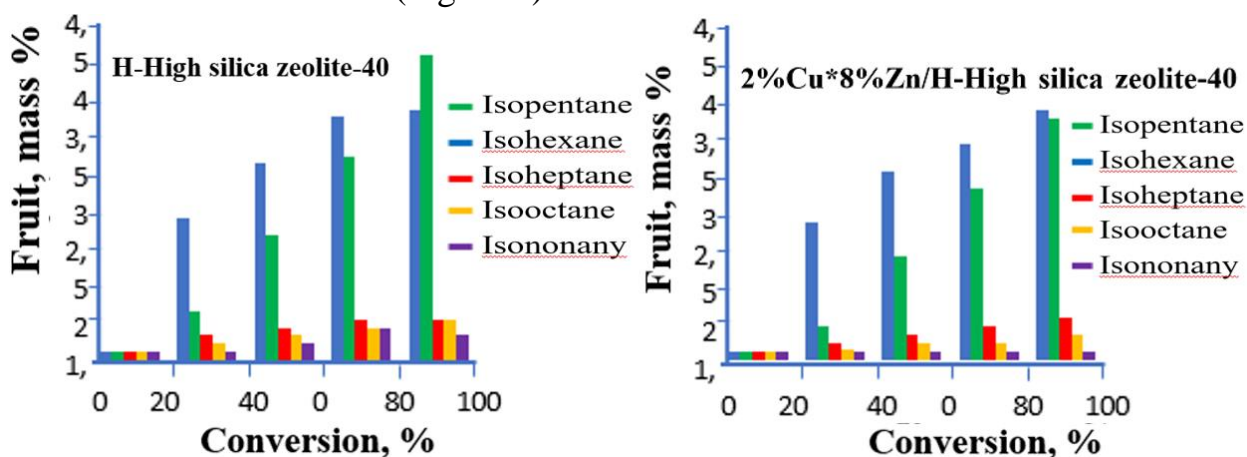 H-High silica zeolite-40
Fruit, mass %
4,
5
4
3,
5
3
2,
5
2
1,
0 20 40 0 80 100
Conversion, %
Isopentane
Isohexane
Isoheptane
Isooctane
Isononany
2%Cu*8%Zn/H-High silica zeolite-40
Fruit, mass %
4,
5
4
3,
5
3
2,
5
2
1,
0 20 40 0 80 100
Conversion, %
Isopentane
Isohexane
Isoheptane
Isooctane
Isononany